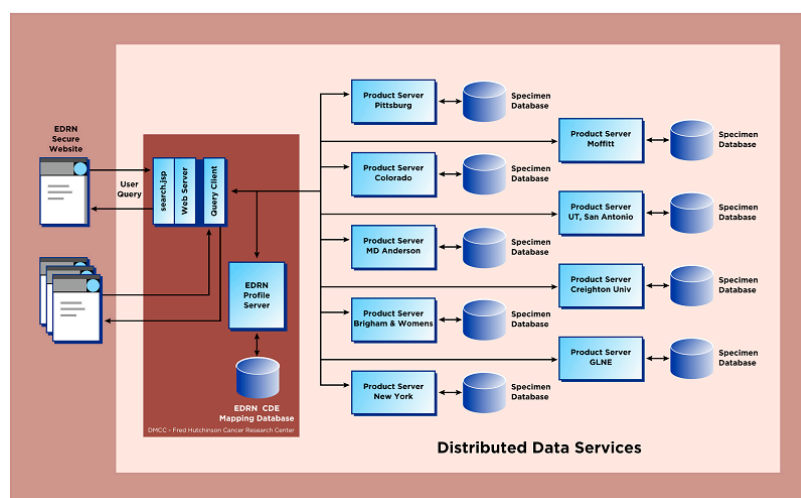 EDRN
Secure
Website
User
Query
search.jsp
Web Server
Query Client
EDRN
Profile
Server
EDRN CDE
Mapping Database
DMCC - Fred Hutchinson Cancer Research Center
Product Server
Pittsburg
Specimen
Database
Product Server
Moffitt
Specimen
Database
Product Server
Colorado
Specimen
Database
Product Server
UT, San Antonio
Specimen
Database
Product Server
MD Anderson
Specimen
Database
Product Server
Creighton Univ
Specimen
Database
Product Server
Brigham & Womens
Specimen
Database
Product Server
GLNE
Specimen
Database
Product Server
New York
Specimen
Database
Distributed Data Services